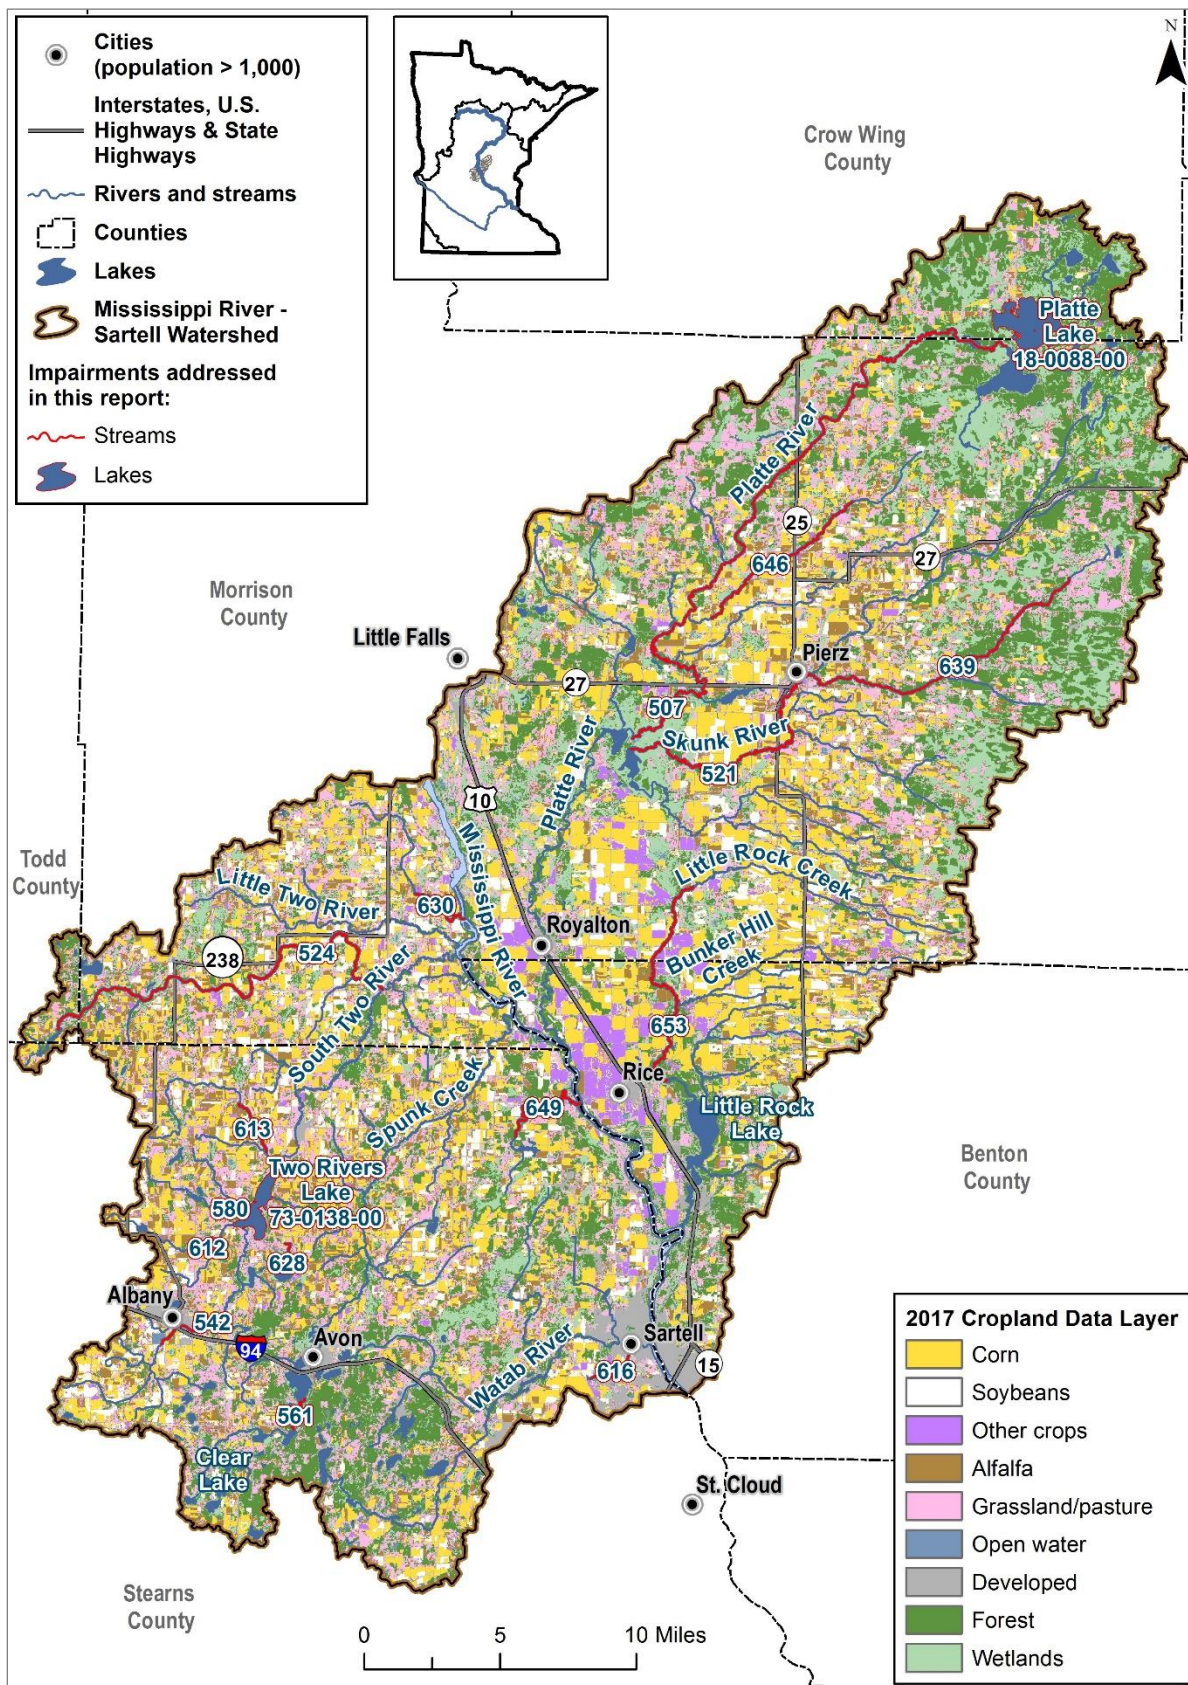 Cities
(population > 1,000)
Interstates, U.S.
Highways & State
Highways
Rivers and streams
Counties
Lakes
Mississippi River -
Sartell Watershed
Impairments addressed
in this report:
Streams
Lakes
N
Crow Wing
County
Platte
Lake
18-0088-00
Platte River
25
646
27
Morrison
County
Little Falls
Pierz
639
27
507
Skunk River
521
Platte River
10
Mississippi River
Todd
County
Little Two River
630
Little Rock Creek
Royalton
Bunker Hill
Creek
238
524
South Two River
653
Rice
Spunk Creek
649
Little Rock
Lake
613
Two Rivers
Lake
73-0138-00
580
Benton
County
612
628
Albany
542
94
Avon
Sartell
616
15
Watab River
561
Clear
Lake
St. Cloud
Stearns
County
0 5 10 Miles
2017 Cropland Data Layer
Corn
Soybeans
Other crops
Alfalfa
Grassland/pasture
Open water
Developed
Forest
Wetlands